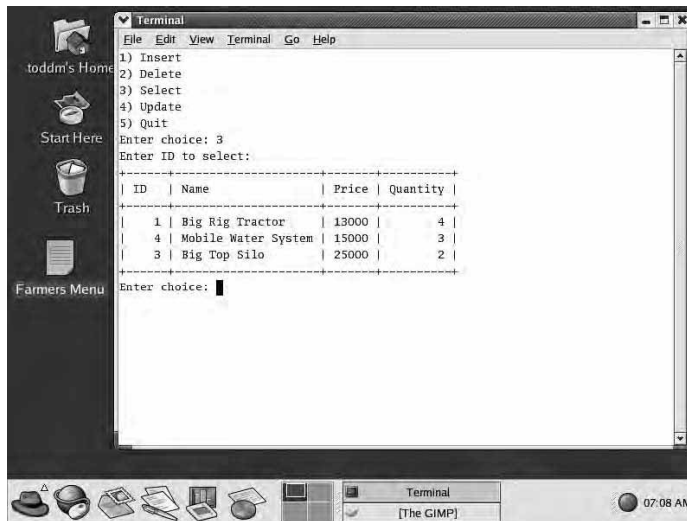 Terminal
File Edit View Terminal Go Help
toddm's Home
Start Here
Trash
Farmers Menu
1) Insert
2) Delete
3) Select
4) Update
5) Quit
Enter choice: 3
Enter ID to select:
+------+---------------------+-------+----------+
| ID | Name | Price | Quantity |
+------+---------------------+-------+----------+
| 1 | Big Rig Tractor | 13000 | 4 |
| 4 | Mobile Water System | 15000 | 3 |
| 3 | Big Top Silo | 25000 | 2 |
+------+---------------------+-------+----------+
Enter choice:
Terminal
[The GIMP]
07:08 AM